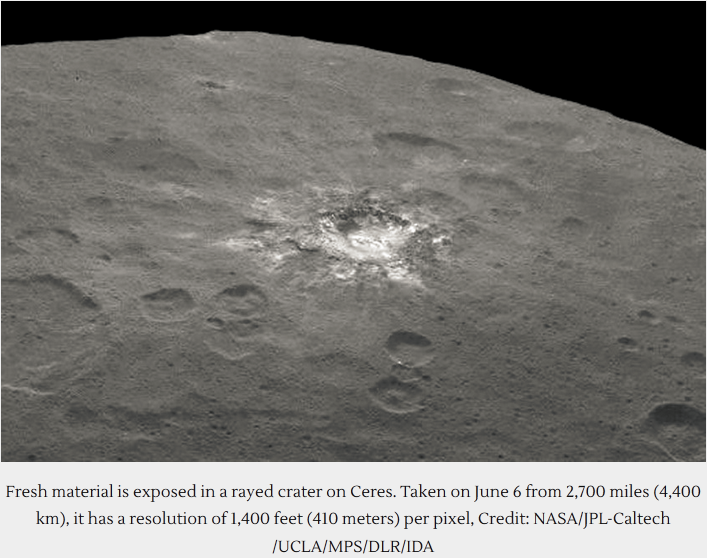 Fresh material is exposed in a rayed crater on Ceres. Taken on June 6 from 2,700 miles (4,400
km), it has a resolution of 1,400 feet (410 meters) per pixel, Credit: NASA/JPL-Caltech
/UCLA/MPS/DLR/IDA